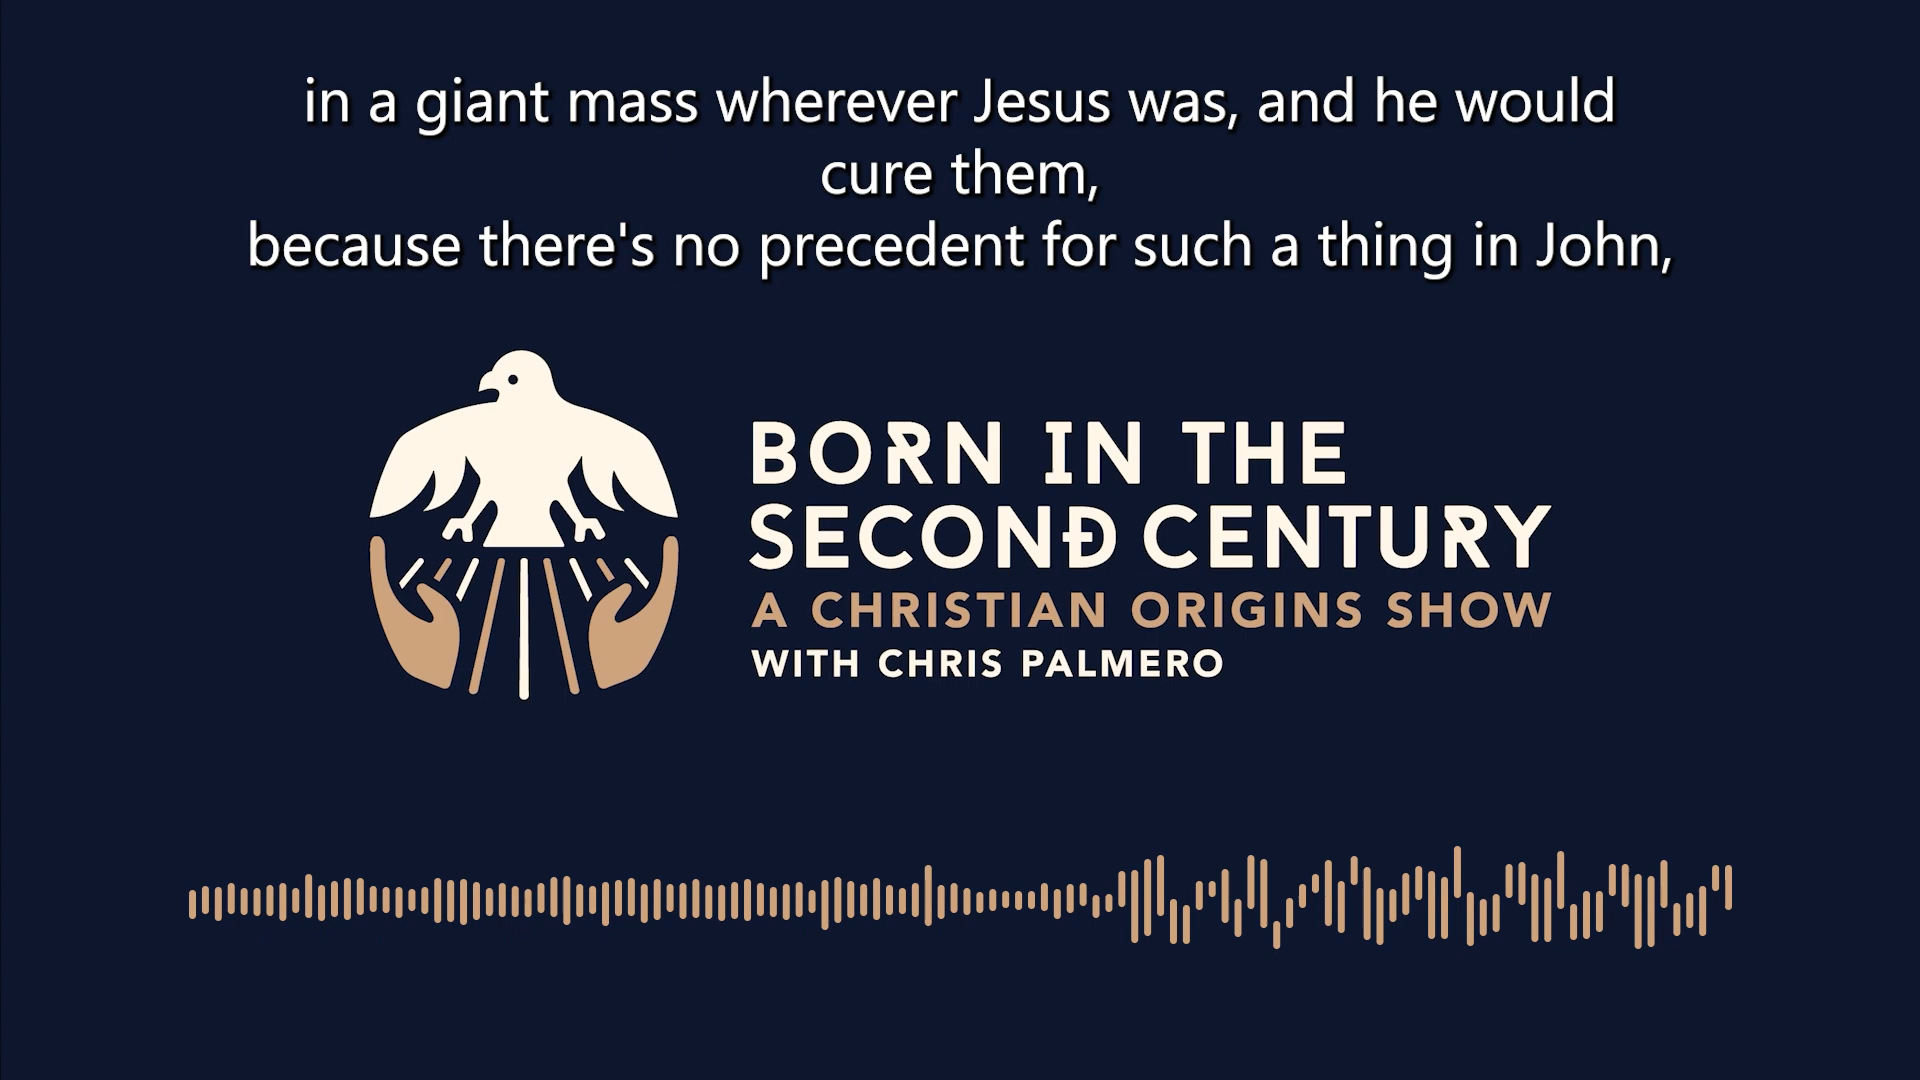 in a giant mass wherever Jesus was, and he would
cure them,
because there's no precedent for such a thing in John,
BORN IN THE
SECOND CENTURY
A CHRISTIAN ORIGINS SHOW
WITH CHRIS PALMERO